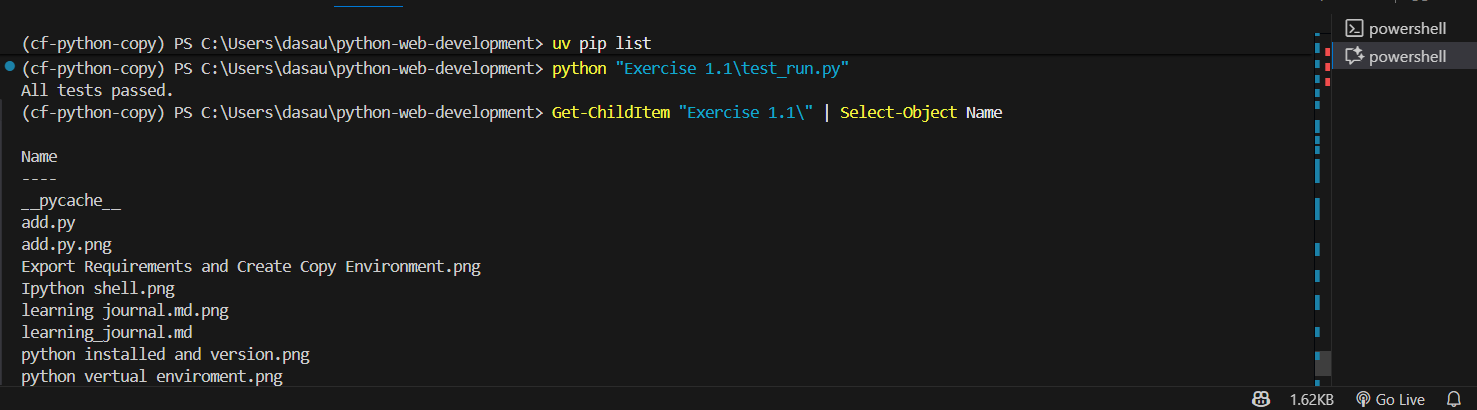 (cf-python-copy) PS C:\Users\dasau\python-web-development> uv pip list
(cf-python-copy) PS C:\Users\dasau\python-web-development> python "Exercise 1.1\test_run.py"
All tests passed.
(cf-python-copy) PS C:\Users\dasau\python-web-development> Get-ChildItem "Exercise 1.1\" | Select-Object Name
Name
----
__pycache__
add.py
add.py.png
Export Requirements and Create Copy Environment.png
Ipython shell.png
learning journal.md.png
learning_journal.md
python installed and version.png
python vertual enviroment.png
powershell
powershell
1.62KB
Go Live